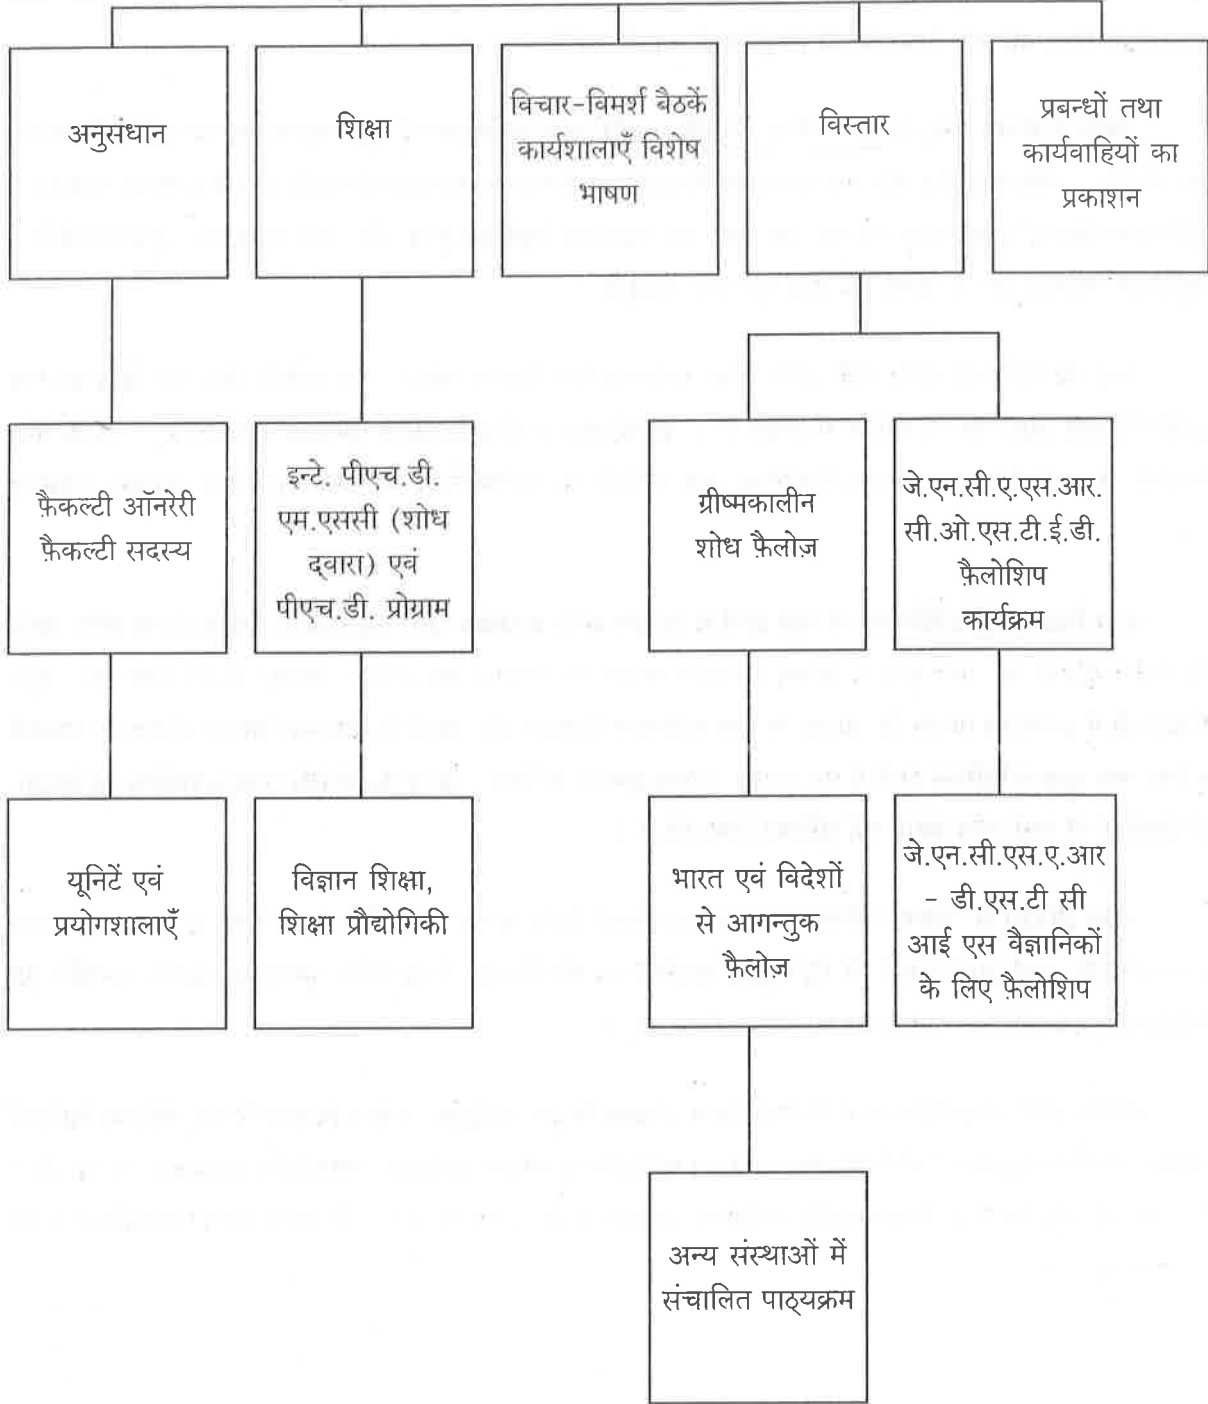 अनुसंधान
शिक्षा
विचार-विमर्श बैठकें
कार्यशालाएँ विशेष
भाषण
विस्तार
प्रबन्धों तथा
कार्यवाहियों का
प्रकाशन
फ़ैकल्टी ऑनरेरी
फ़ैकल्टी सदस्य
इन्टे. पीएच.डी.
एम.एससी (शोध
द्वारा) एवं
पीएच.डी. प्रोग्राम
ग्रीष्मकालीन
शोध फ़ैलोज़
जे.एन.सी.ए.एस.आर.
सी.ओ.एस.टी.ई.डी.
फ़ैलोशिप
कार्यक्रम
यूनिटें एवं
प्रयोगशालाएँ
विज्ञान शिक्षा,
शिक्षा प्रौद्योगिकी
भारत एवं विदेशों
से आगन्तुक
फ़ैलोज़
जे.एन.सी.एस.ए.आर
- डी.एस.टी सी
आई एस वैज्ञानिकों
के लिए फ़ैलोशिप
अन्य संस्थाओं में
संचालित पाठ्यक्रम